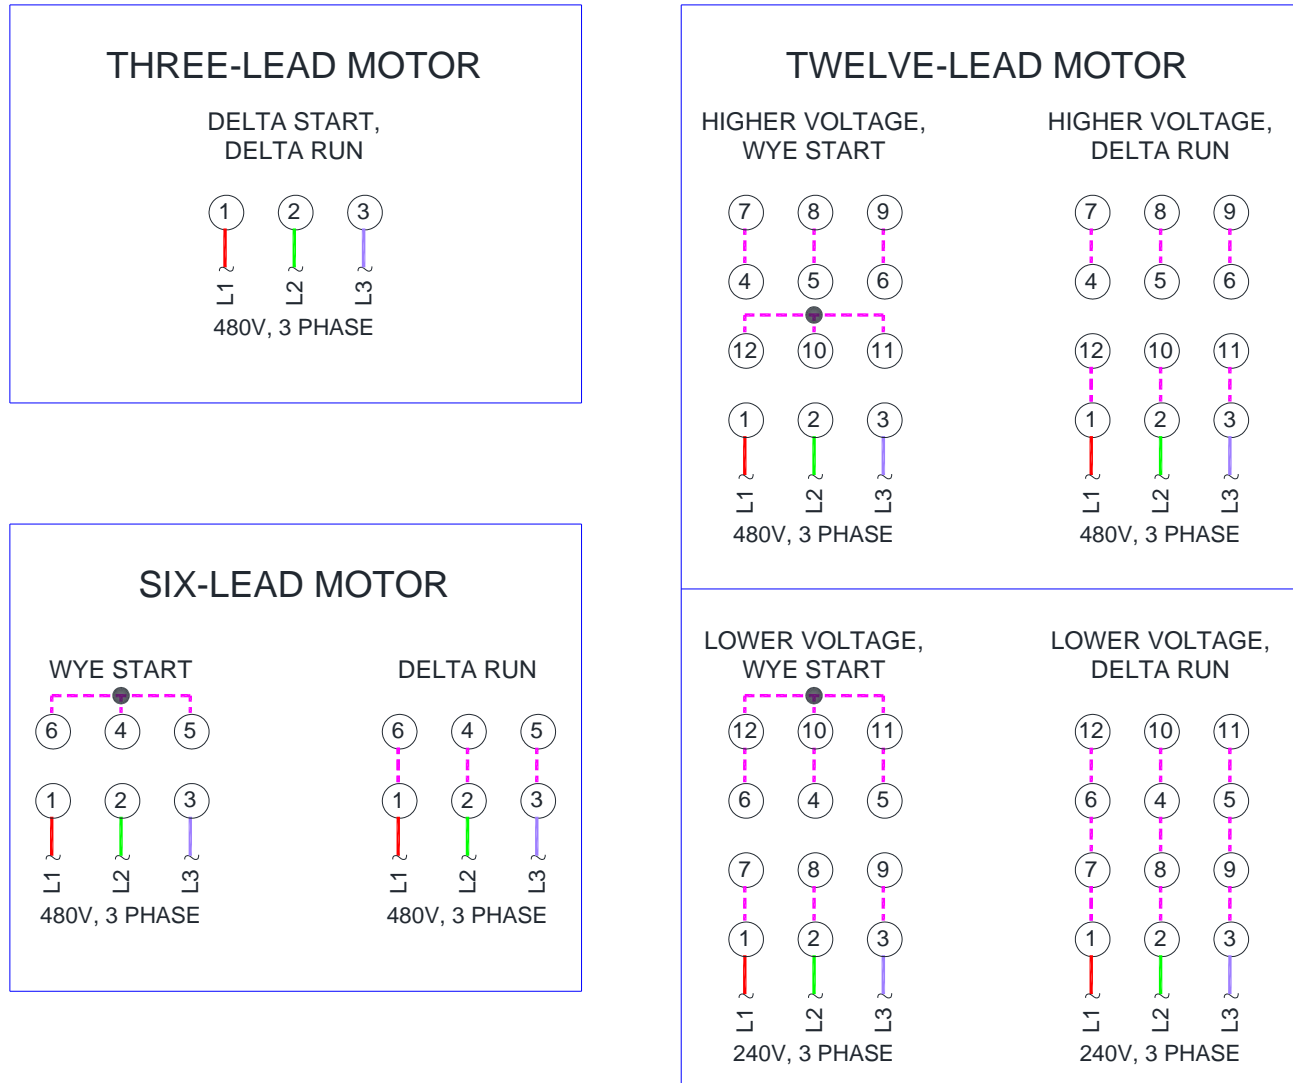 THREE-LEAD MOTOR
DELTA START,
DELTA RUN
1 2 3
L1 L2 L3
480V, 3 PHASE
SIX-LEAD MOTOR
WYE START
6 4 5
1 2 3
L1 L2 L3
480V, 3 PHASE
DELTA RUN
6 4 5
1 2 3
L1 L2 L3
480V, 3 PHASE
TWELVE-LEAD MOTOR
HIGHER VOLTAGE,
WYE START
7 8 9
4 5 6
12 10 11
1 2 3
L1 L2 L3
480V, 3 PHASE
HIGHER VOLTAGE,
DELTA RUN
7 8 9
4 5 6
12 10 11
1 2 3
L1 L2 L3
480V, 3 PHASE
LOWER VOLTAGE,
WYE START
12 10 11
6 4 5
7 8 9
1 2 3
L1 L2 L3
240V, 3 PHASE
LOWER VOLTAGE,
DELTA RUN
12 10 11
6 4 5
7 8 9
1 2 3
L1 L2 L3
240V, 3 PHASE